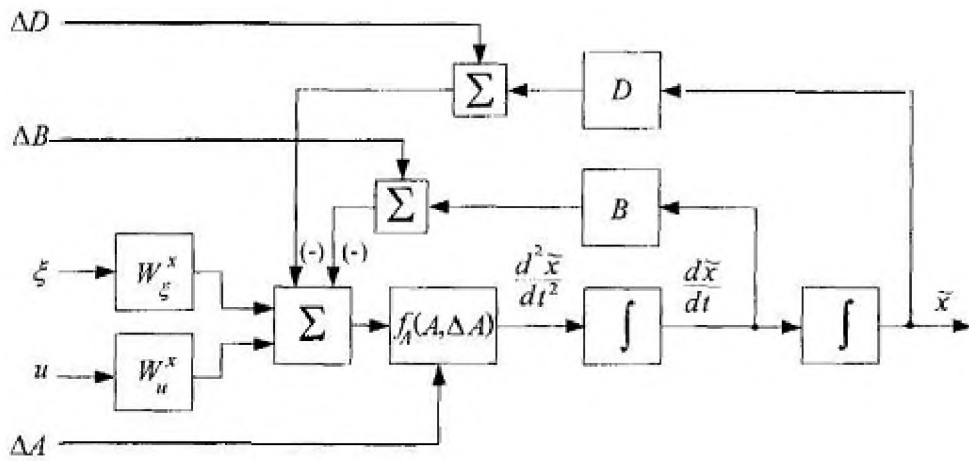 ΔD
Σ
D
ΔB
Σ
B
(-) (-)
ξ
W_ξ^x
Σ
f_A(A, ΔA)
d²x̃/dt²
∫
dx̃/dt
∫
x̃
u
W_u^x
ΔA